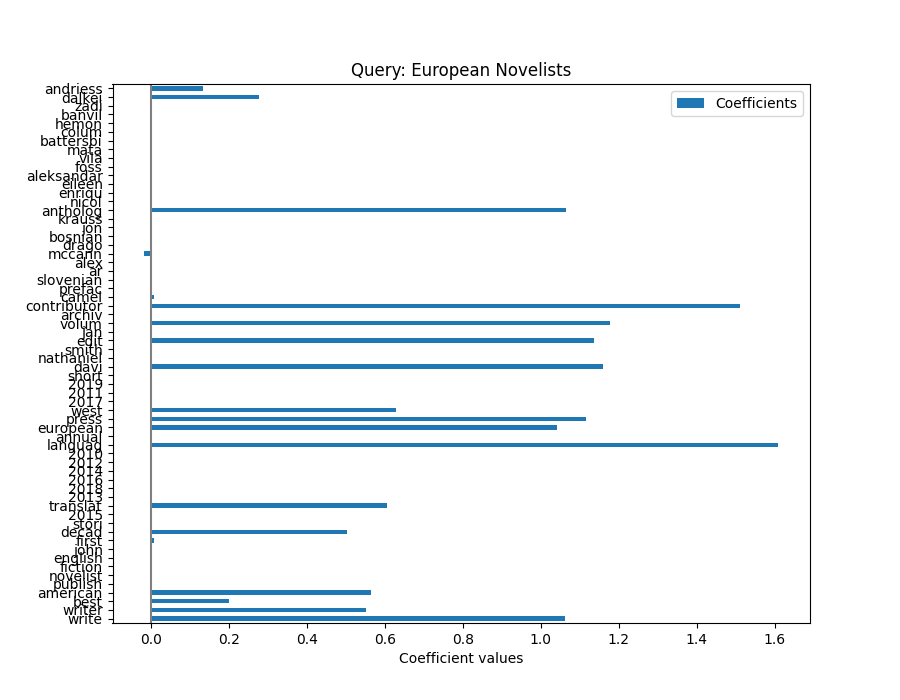 Query: European Novelists
Coefficients
andriess
dalkei
zadi
banvil
hemon
colum
battersbi
mata
vila
foss
aleksandar
eileen
enriqu
nicol
antholog
krauss
jon
bosnian
drago
mccann
alex
ar
slovenian
prefac
camel
contributor
archiv
volum
jan
edit
smith
nathaniel
davi
short
2019
2011
2017
west
press
european
annual
languag
2010
2012
2014
2016
2018
2013
translat
2015
stori
decad
first
john
english
fiction
novelist
publish
american
best
writer
write
0.0 0.2 0.4 0.6 0.8 1.0 1.2 1.4 1.6
Coefficient values